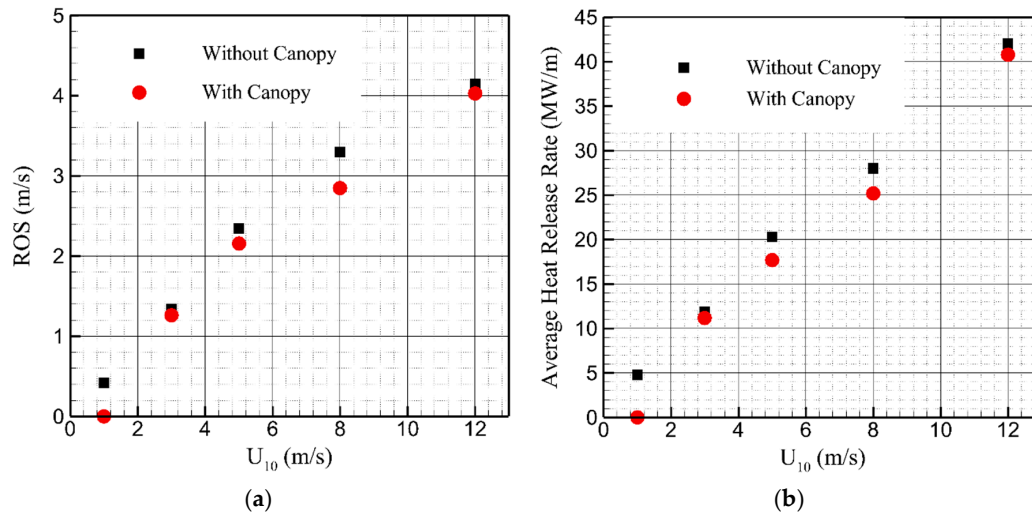 5
4
3
2
1
0
ROS (m/s)
Without Canopy
With Canopy
0 2 4 6 8 10 12
U₁₀ (m/s)
(a)
45
40
35
30
25
20
15
10
5
0
Average Heat Release Rate (MW/m)
Without Canopy
With Canopy
0 2 4 6 8 10 12
U₁₀ (m/s)
(b)